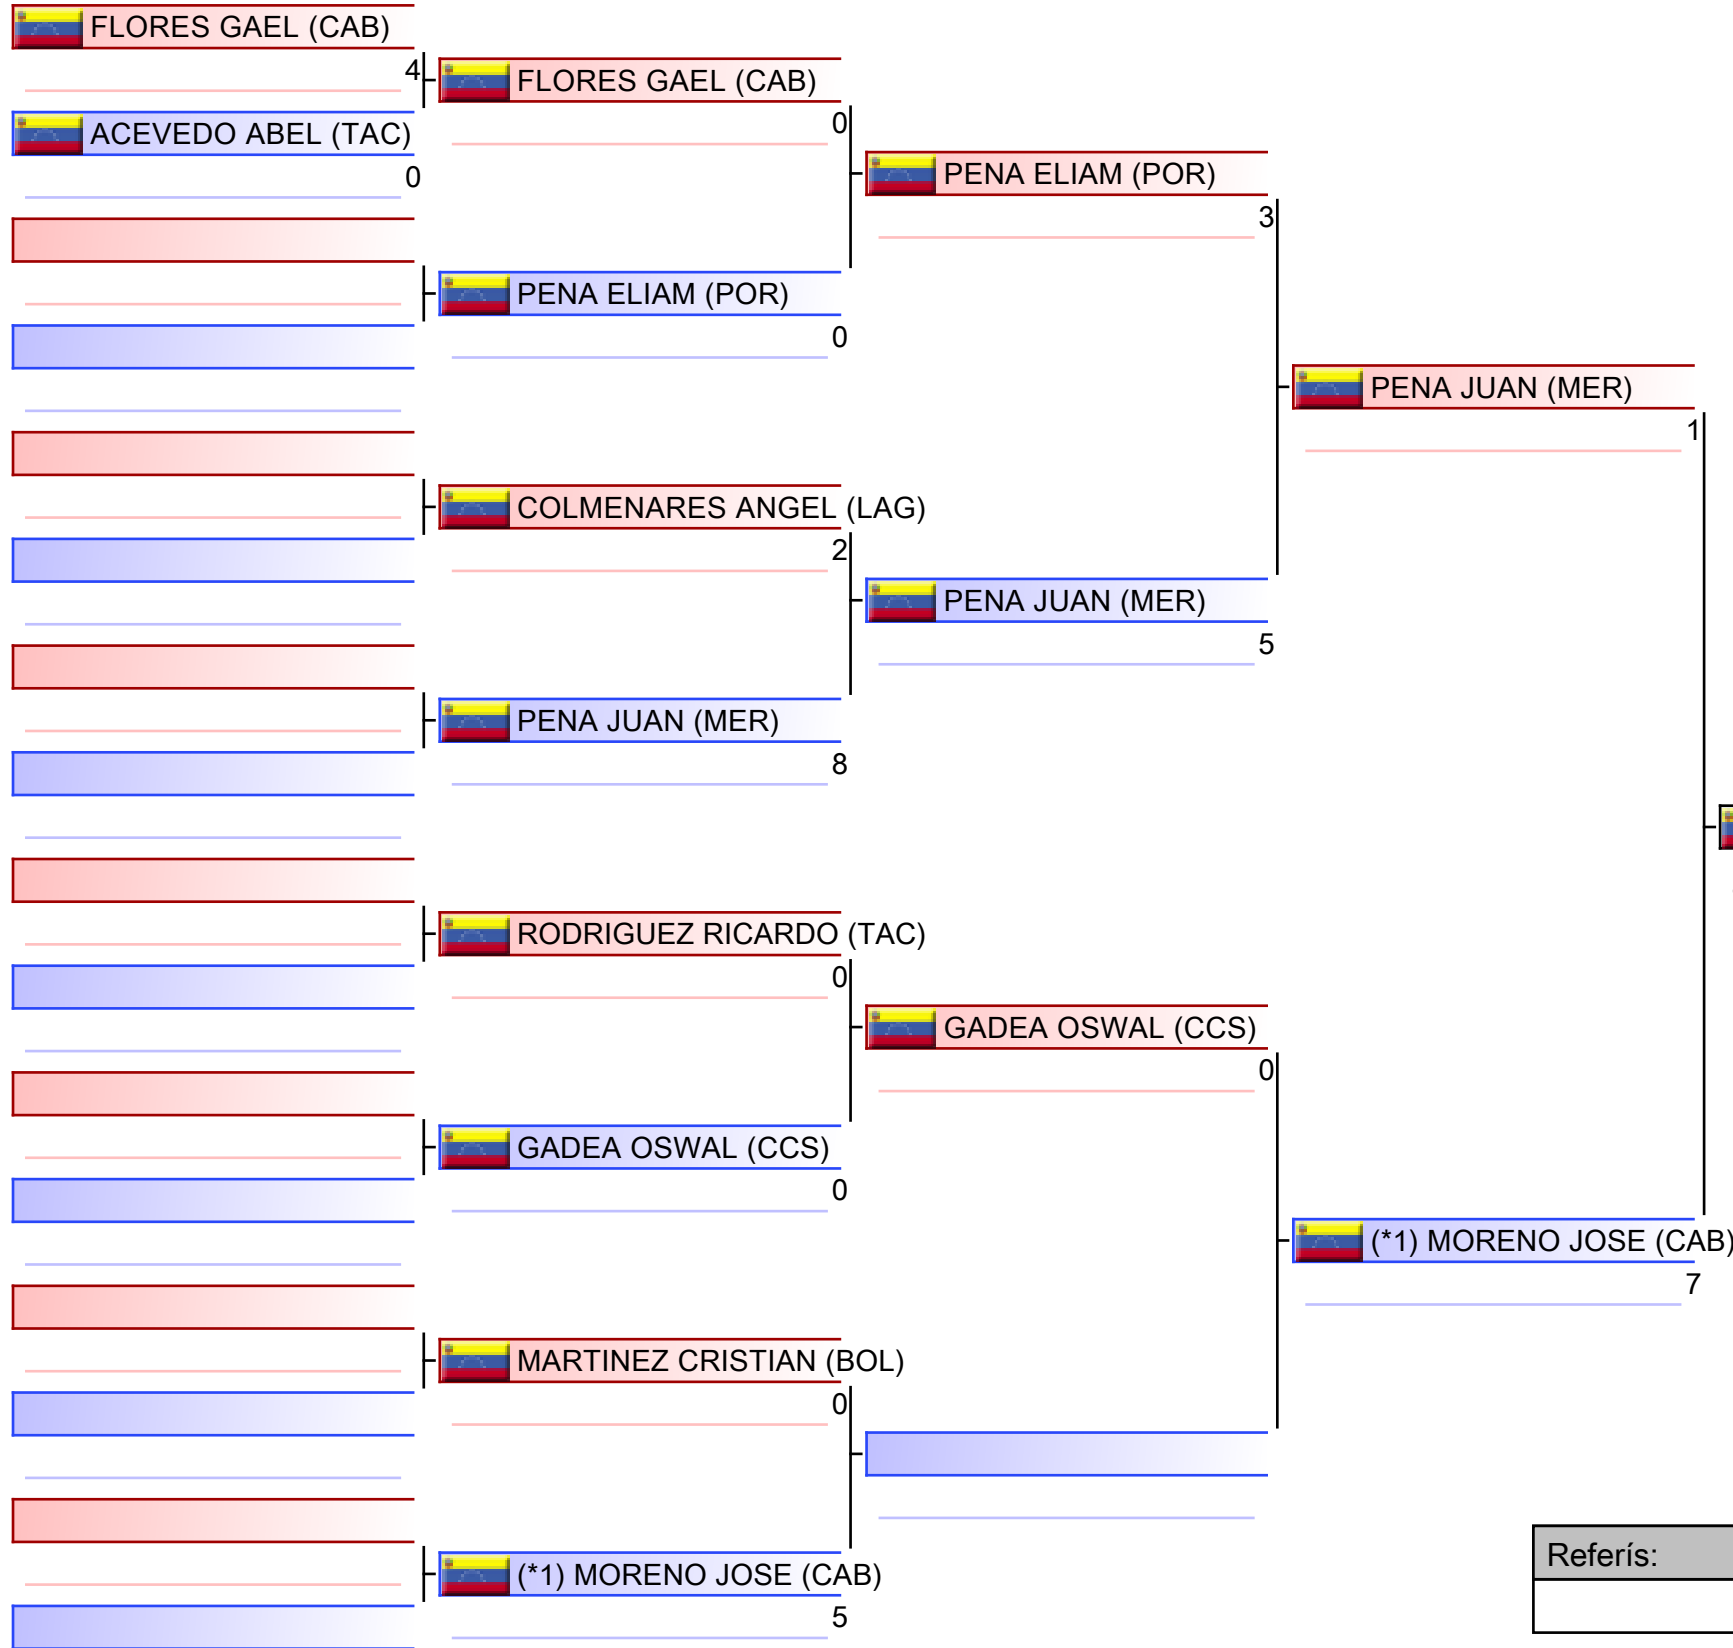 FLORES GAEL (CAB)
4
ACEVEDO ABEL (TAC)
0
FLORES GAEL (CAB)
0
PENA ELIAM (POR)
0
COLMENARES ANGEL (LAG)
2
PENA JUAN (MER)
8
RODRIGUEZ RICARDO (TAC)
0
GADEA OSWAL (CCS)
0
MARTINEZ CRISTIAN (BOL)
0
(*1) MORENO JOSE (CAB)
5
PENA ELIAM (POR)
3
PENA JUAN (MER)
5
GADEA OSWAL (CCS)
0
PENA JUAN (MER)
1
(*1) MORENO JOSE (CAB)
7
Referís: